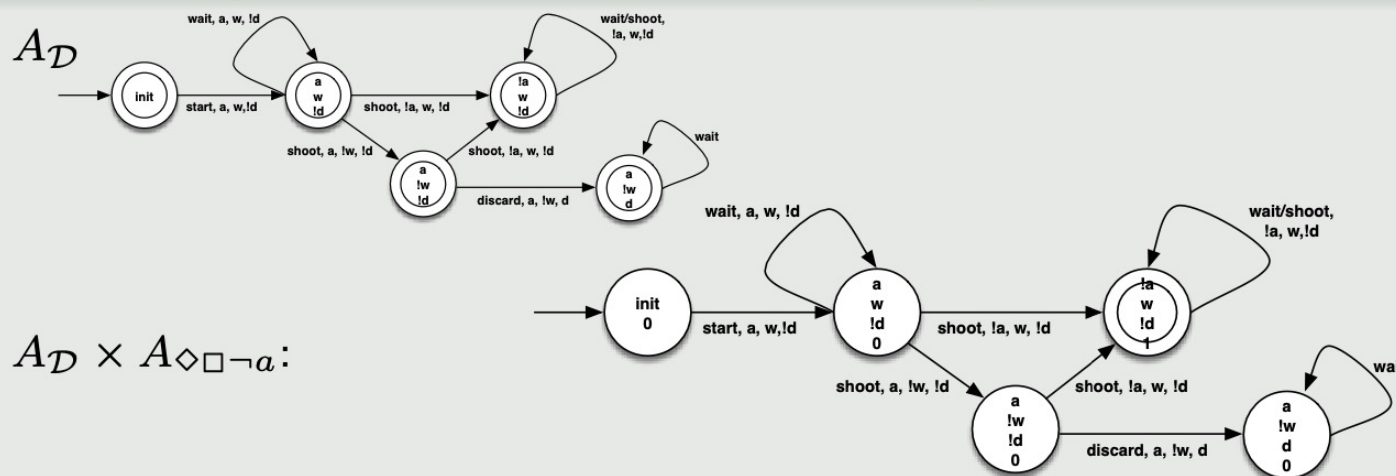 A_D
wait, a, w, !d
wait/shoot,
!a, w,!d
init
start, a, w,!d
a
w
!d
shoot, !a, w, !d
!a
w
!d
shoot, a, !w, !d
shoot, !a, w, !d
a
!w
!d
discard, a, !w, d
a
!w
d
wait
A_D × A_◇□¬a:
wait, a, w, !d
wait/shoot,
!a, w,!d
init
0
start, a, w,!d
a
w
!d
0
shoot, !a, w, !d
!a
w
!d
1
shoot, a, !w, !d
shoot, !a, w, !d
a
!w
!d
0
discard, a, !w, d
a
!w
d
0
wa